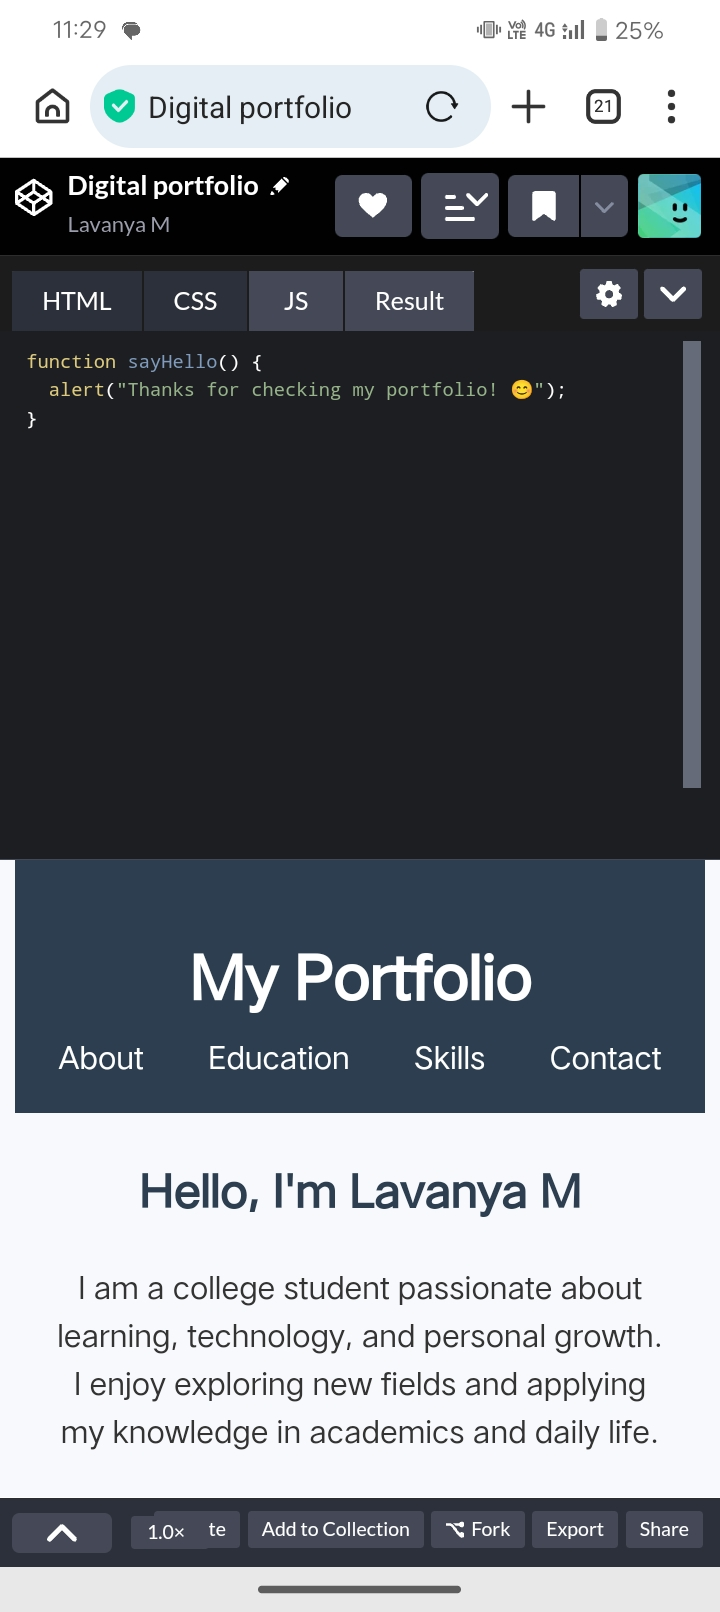 11:29
Vo) LTE 4G 25%
Digital portfolio
21
Digital portfolio
Lavanya M
HTML CSS JS Result
function sayHello() {
alert("Thanks for checking my portfolio! 😊");
}
My Portfolio
About Education Skills Contact
Hello, I'm Lavanya M
I am a college student passionate about
learning, technology, and personal growth.
I enjoy exploring new fields and applying
my knowledge in academics and daily life.
1.0× te Add to Collection Fork Export Share